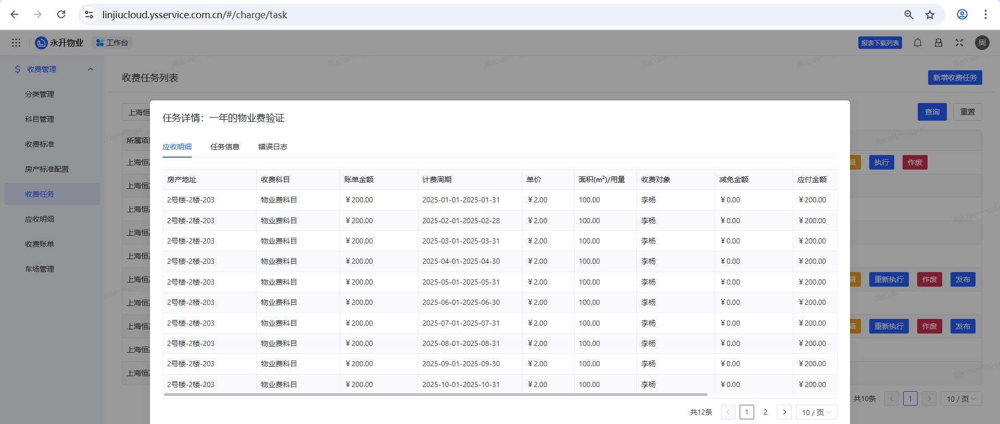 linjiucloud.ysservice.com.cn/#/charge/task
永升物业
工作台
报表下载列表
周
收费管理
分类管理
科目管理
收费标准
房产标准配置
收费任务
应收明细
收费账单
车场管理
收费任务列表
新增收费任务
上海恒
查询
重置
所属项
上海恒
执行
作废
上海恒
上海恒
上海恒
上海恒
上海恒
重新执行
作废
发布
上海恒
上海恒
重新执行
作废
发布
上海恒
上海恒
共10条
1
10 / 页
任务详情：一年的物业费验证
应收明细
任务信息
错误日志
房产地址 收费科目 账单金额 计费周期 单价 面积(m²)/用量 收费对象 减免金额 应付金额
2号楼-2楼-203 物业费科目 ￥200.00 2025-01-01-2025-01-31 ￥2.00 100.00 李杨 ￥0.00 ￥200.00
2号楼-2楼-203 物业费科目 ￥200.00 2025-02-01-2025-02-28 ￥2.00 100.00 李杨 ￥0.00 ￥200.00
2号楼-2楼-203 物业费科目 ￥200.00 2025-03-01-2025-03-31 ￥2.00 100.00 李杨 ￥0.00 ￥200.00
2号楼-2楼-203 物业费科目 ￥200.00 2025-04-01-2025-04-30 ￥2.00 100.00 李杨 ￥0.00 ￥200.00
2号楼-2楼-203 物业费科目 ￥200.00 2025-05-01-2025-05-31 ￥2.00 100.00 李杨 ￥0.00 ￥200.00
2号楼-2楼-203 物业费科目 ￥200.00 2025-06-01-2025-06-30 ￥2.00 100.00 李杨 ￥0.00 ￥200.00
2号楼-2楼-203 物业费科目 ￥200.00 2025-07-01-2025-07-31 ￥2.00 100.00 李杨 ￥0.00 ￥200.00
2号楼-2楼-203 物业费科目 ￥200.00 2025-08-01-2025-08-31 ￥2.00 100.00 李杨 ￥0.00 ￥200.00
2号楼-2楼-203 物业费科目 ￥200.00 2025-09-01-2025-09-30 ￥2.00 100.00 李杨 ￥0.00 ￥200.00
2号楼-2楼-203 物业费科目 ￥200.00 2025-10-01-2025-10-31 ￥2.00 100.00 李杨 ￥0.00 ￥200.00
共12条
1
2
10 / 页